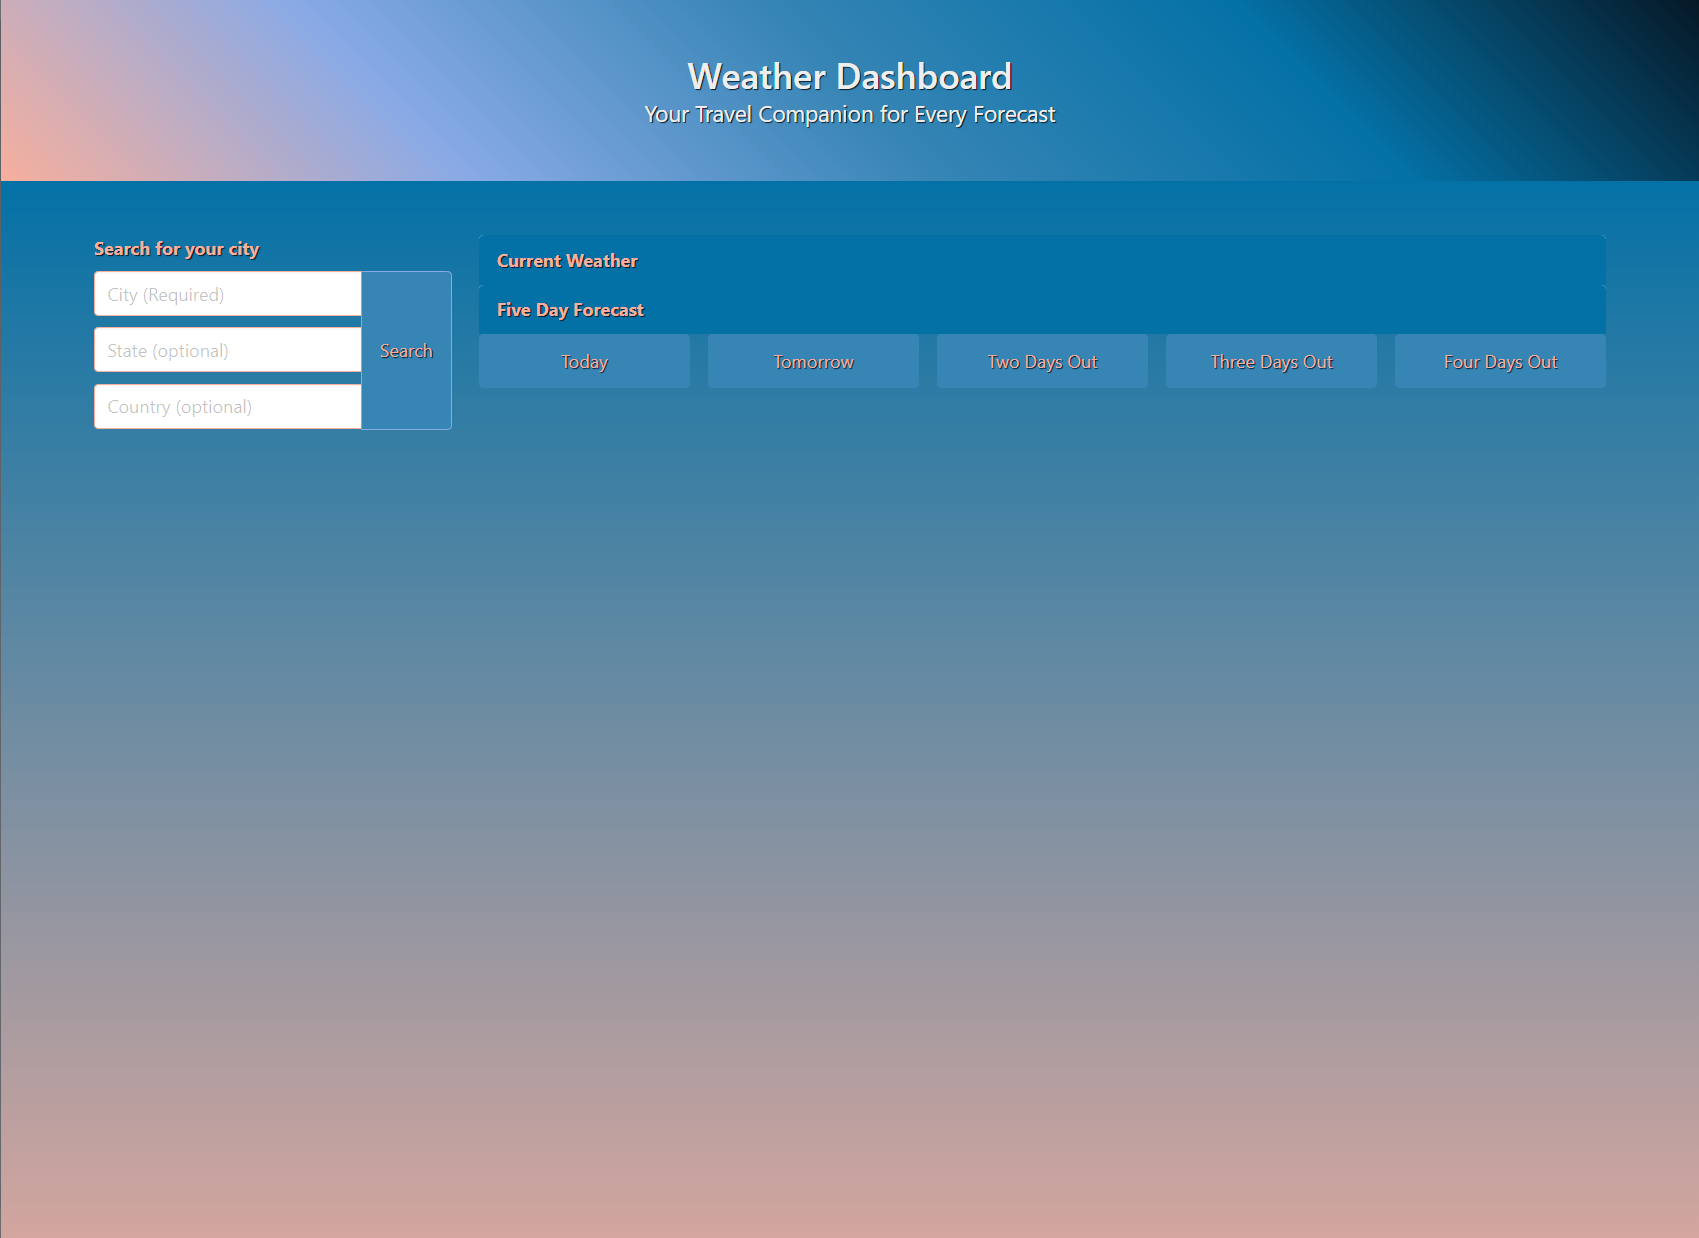 Weather Dashboard
Your Travel Companion for Every Forecast
Search for your city
City (Required)
State (optional)
Country (optional)
Search
Current Weather
Five Day Forecast
Today
Tomorrow
Two Days Out
Three Days Out
Four Days Out